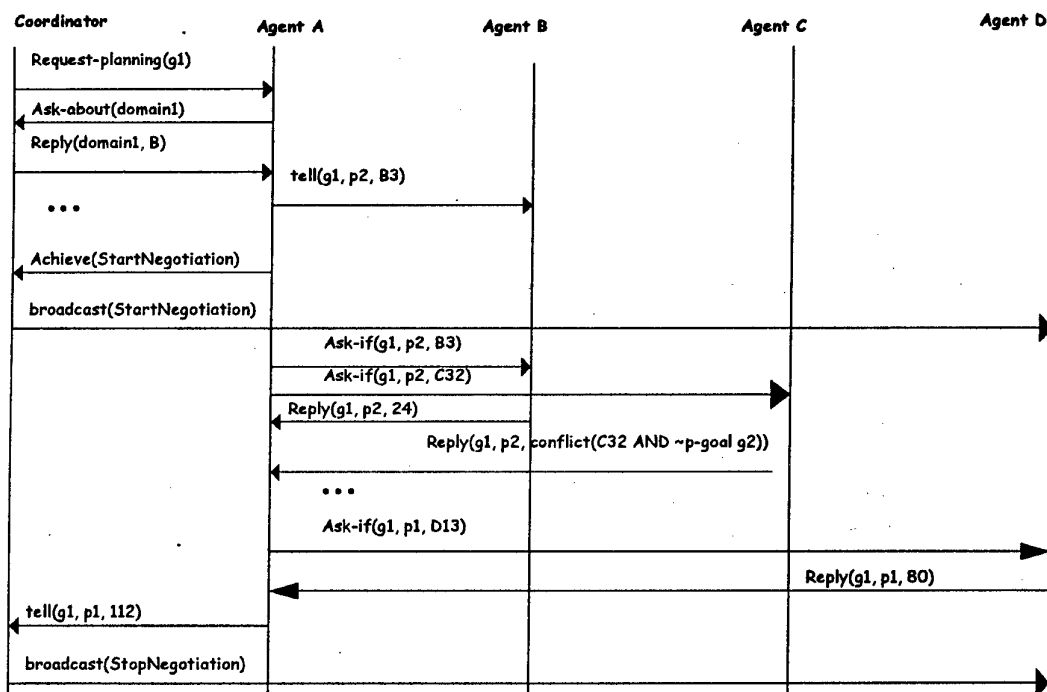 Coordinator
Agent A
Agent B
Agent C
Agent D
Request-planning(g1)
Ask-about(domain1)
Reply(domain1, B)
tell(g1, p2, B3)
•••
Achieve(StartNegotiation)
broadcast(StartNegotiation)
Ask-if(g1, p2, B3)
Ask-if(g1, p2, C32)
Reply(g1, p2, 24)
Reply(g1, p2, conflict(C32 AND ~p-goal g2))
•••
Ask-if(g1, p1, D13)
Reply(g1, p1, 80)
tell(g1, p1, 112)
broadcast(StopNegotiation)